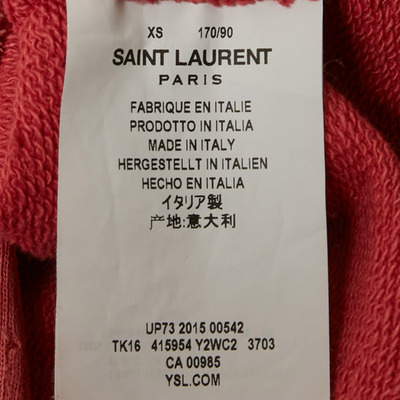 XS 170/90
SAINT LAURENT
PARIS
FABRIQUE EN ITALIE
PRODOTTO IN ITALIA
MADE IN ITALY
HERGESTELLT IN ITALIEN
HECHO EN ITALIA
イタリア製
产地:意大利
UP73 2015 00542
TK16 415954 Y2WC2 3703
CA 00985
YSL.COM